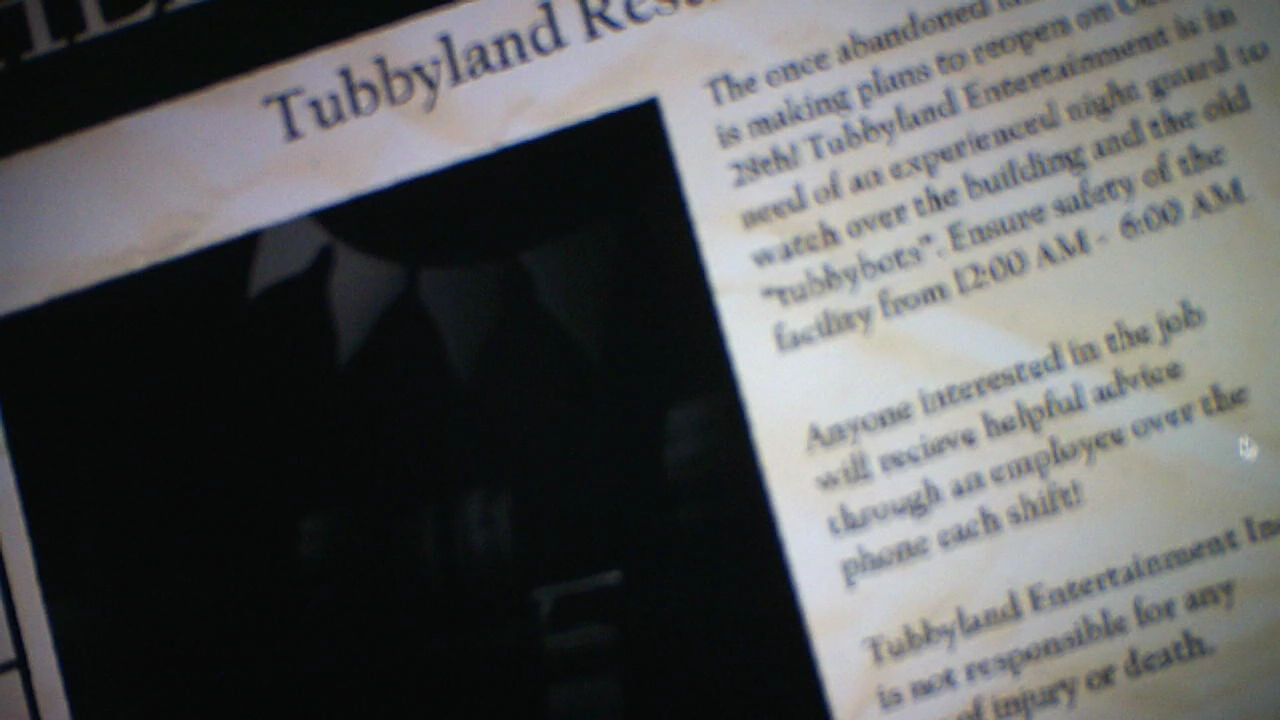 Tubbyland
The once abandoned
is making plans to reopen on
28th! Tubbyland Entertainment is in
need of an experienced night guard to
watch over the building and the old
"tubbybots". Ensure safety of the
facility from 12:00 AM - 6:00 AM.
Anyone interested in the job
will recieve helpful advice
through an employee over the
phone each shift!
Tubbyland Entertainment
is not responsible for any
of injury or death.